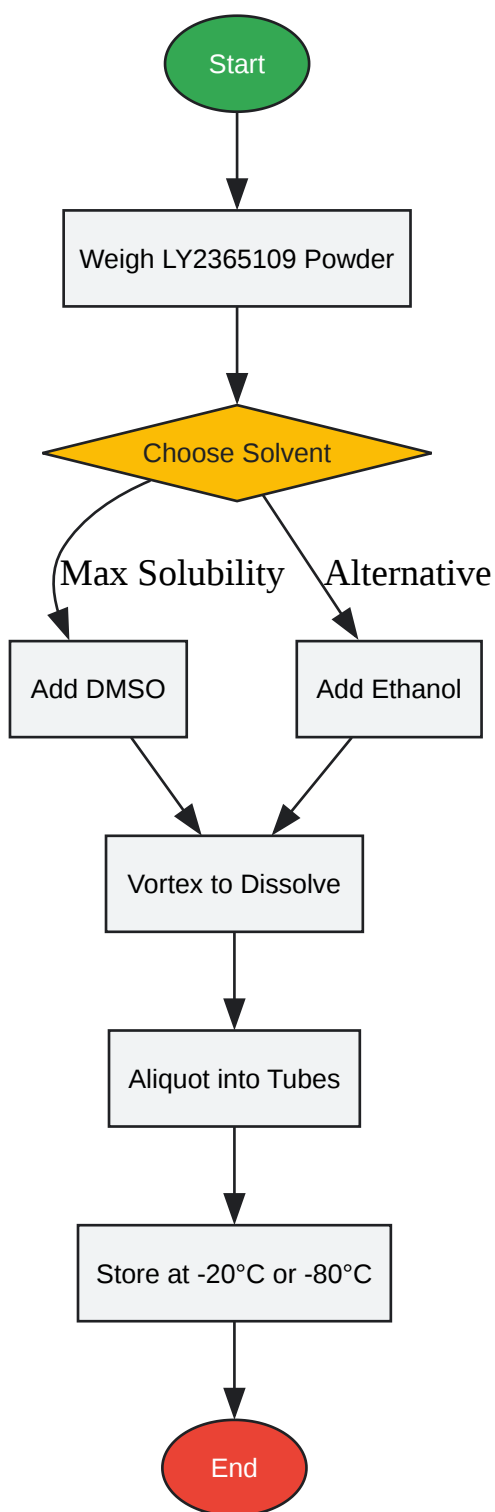 Start
Weigh LY2365109 Powder
Choose Solvent
Max Solubility
Alternative
Add DMSO
Add Ethanol
Vortex to Dissolve
Aliquot into Tubes
Store at -20°C or -80°C
End